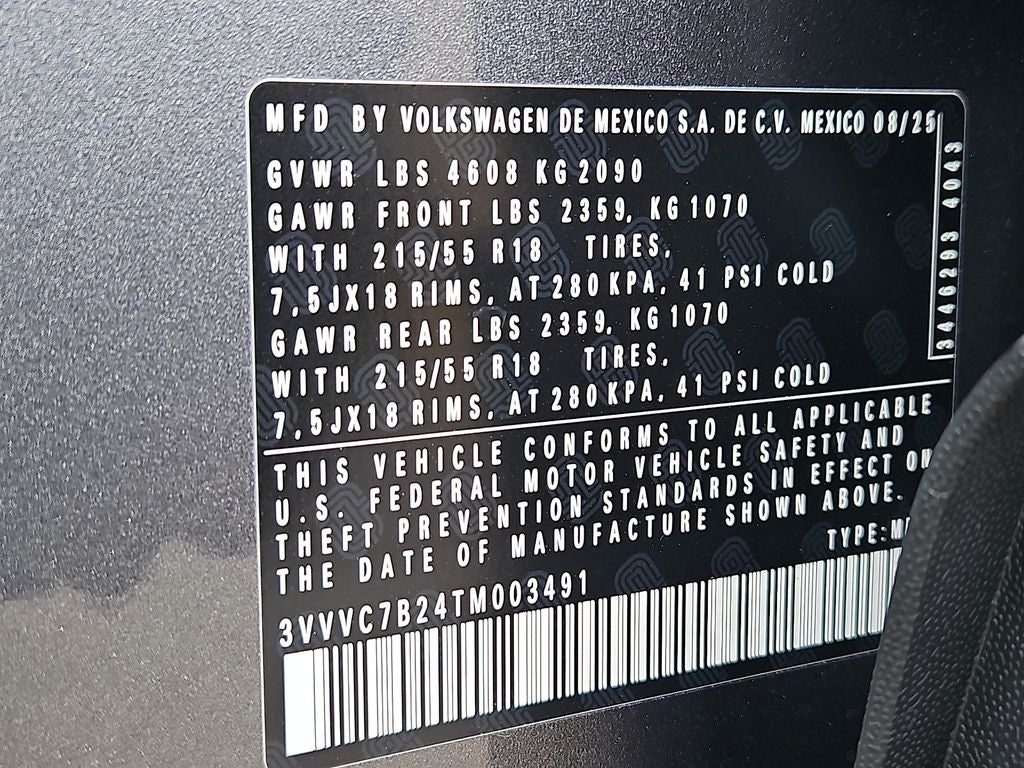 MFD BY VOLKSWAGEN DE MEXICO S.A. DE C.V. MEXICO 08/25
GVWR LBS 4608 KG 2090
GAWR FRONT LBS 2359, KG 1070
WITH 215/55 R18 TIRES,
7,5JX18 RIMS, AT 280 KPA, 41 PSI COLD
GAWR REAR LBS 2359, KG 1070
WITH 215/55 R18 TIRES,
7,5JX18 RIMS, AT 280 KPA, 41 PSI COLD
3446293 4043
THIS VEHICLE CONFORMS TO ALL APPLICABLE
U.S. FEDERAL MOTOR VEHICLE SAFETY AND
THEFT PREVENTION STANDARDS IN EFFECT ON
THE DATE OF MANUFACTURE SHOWN ABOVE.
TYPE:
3VVVC7B24TM003491